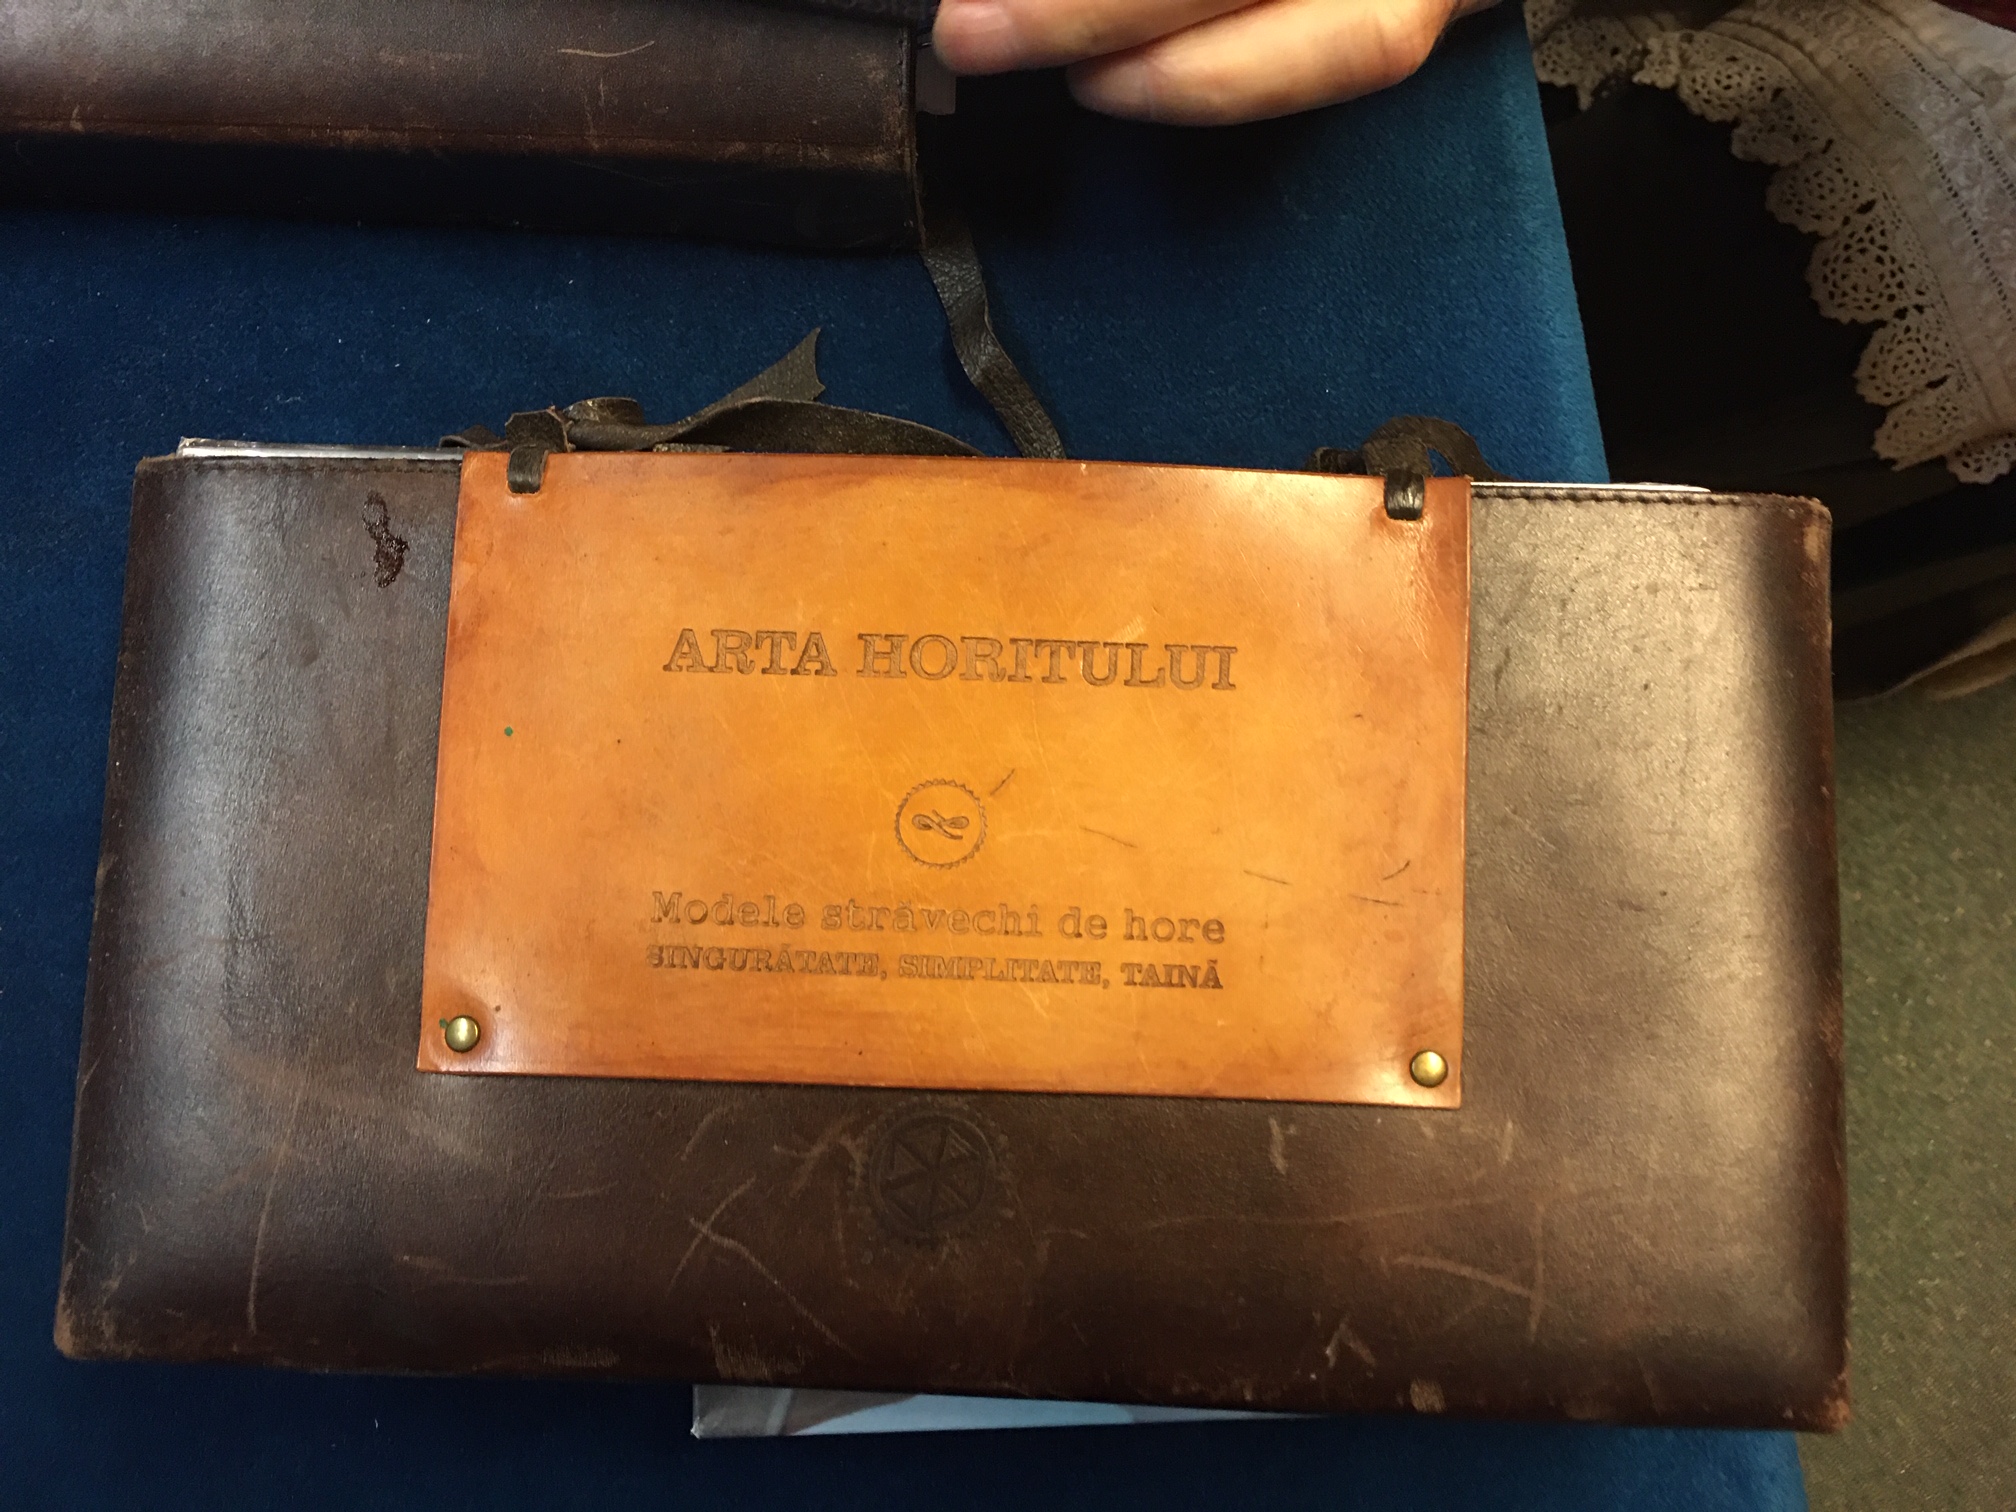 ARTA HORITULUI
Modele străvechi de hore
SINGURĂTATE, SIMPLITATE, TAINĂ